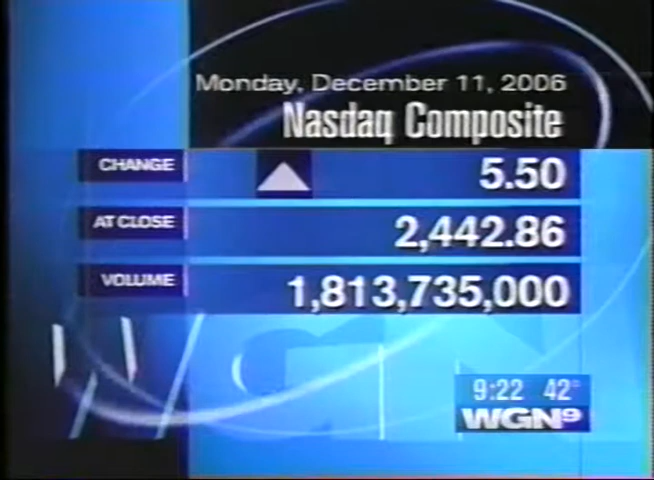 Monday, December 11, 2006
Nasdaq Composite
CHANGE 5.50
AT CLOSE 2,442.86
VOLUME 1,813,735,000
WGN
9:22 42°
WGN9